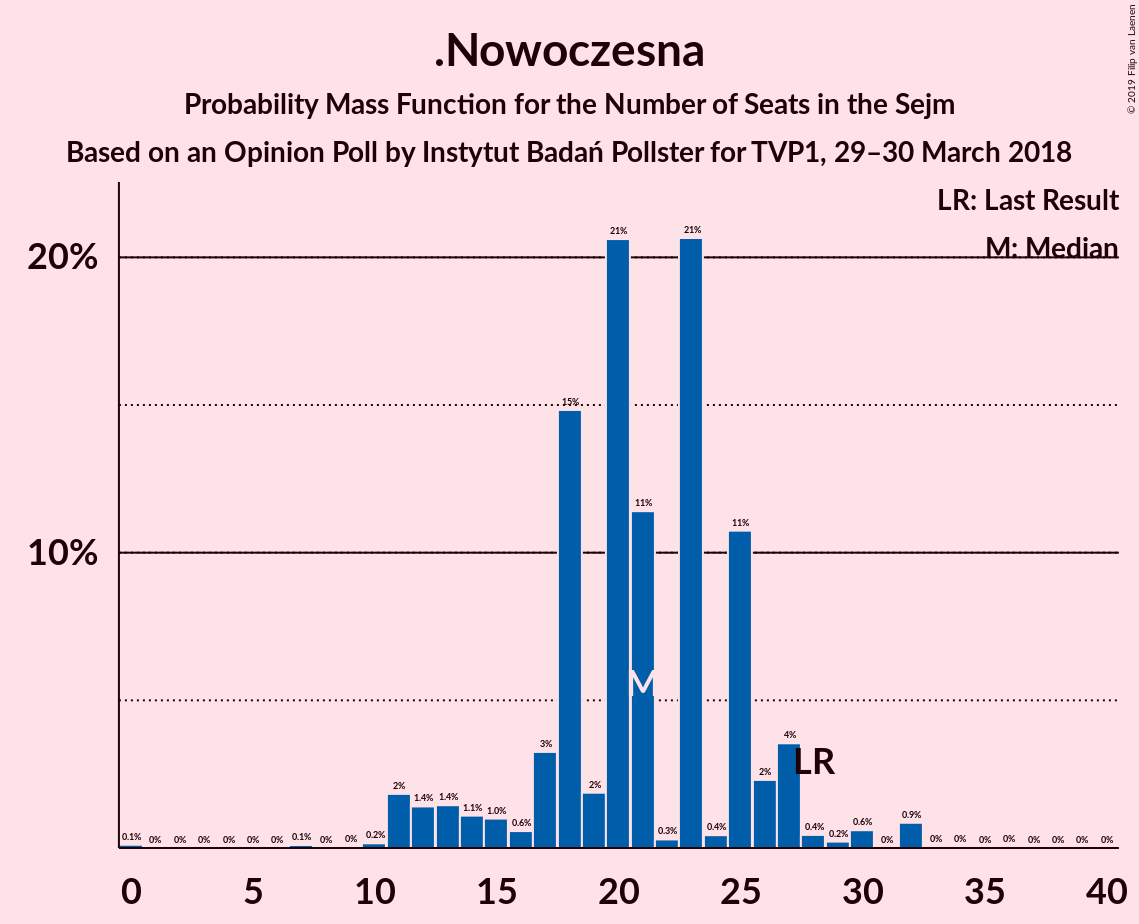 .Nowoczesna
Probability Mass Function for the Number of Seats in the Sejm
Based on an Opinion Poll by Instytut Badań Pollster for TVP1, 29–30 March 2018
© 2019 Filip van Laenen
LR: Last Result
M: Median
20%
10%
0.1% 0% 0% 0% 0% 0% 0% 0.1% 0% 0% 0.2% 2% 1.4% 1.4% 1.1% 1.0% 0.6% 3% 15% 2% 21% 11% 0.3% 21% 0.4% 11% 2% 4% 0.4% 0.2% 0.6% 0% 0.9% 0% 0% 0% 0% 0% 0% 0% 0%
M
LR
0 5 10 15 20 25 30 35 40